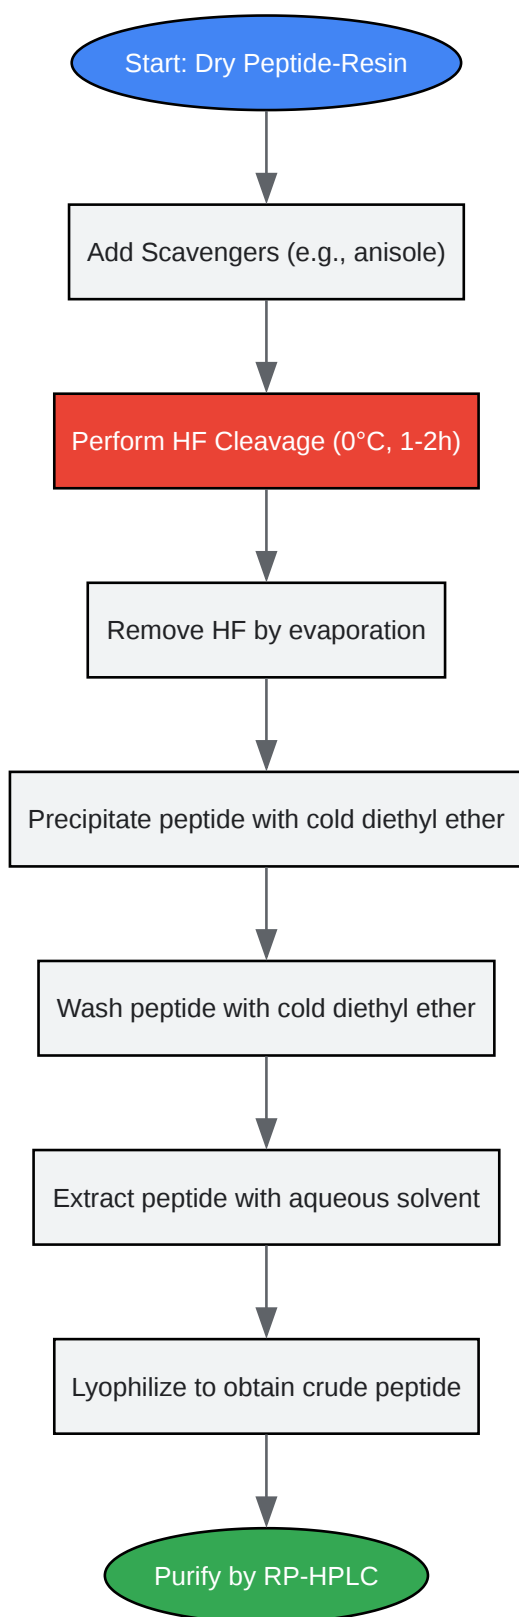 Start: Dry Peptide-Resin
Add Scavengers (e.g., anisole)
Perform HF Cleavage (0°C, 1-2h)
Remove HF by evaporation
Precipitate peptide with cold diethyl ether
Wash peptide with cold diethyl ether
Extract peptide with aqueous solvent
Lyophilize to obtain crude peptide
Purify by RP-HPLC